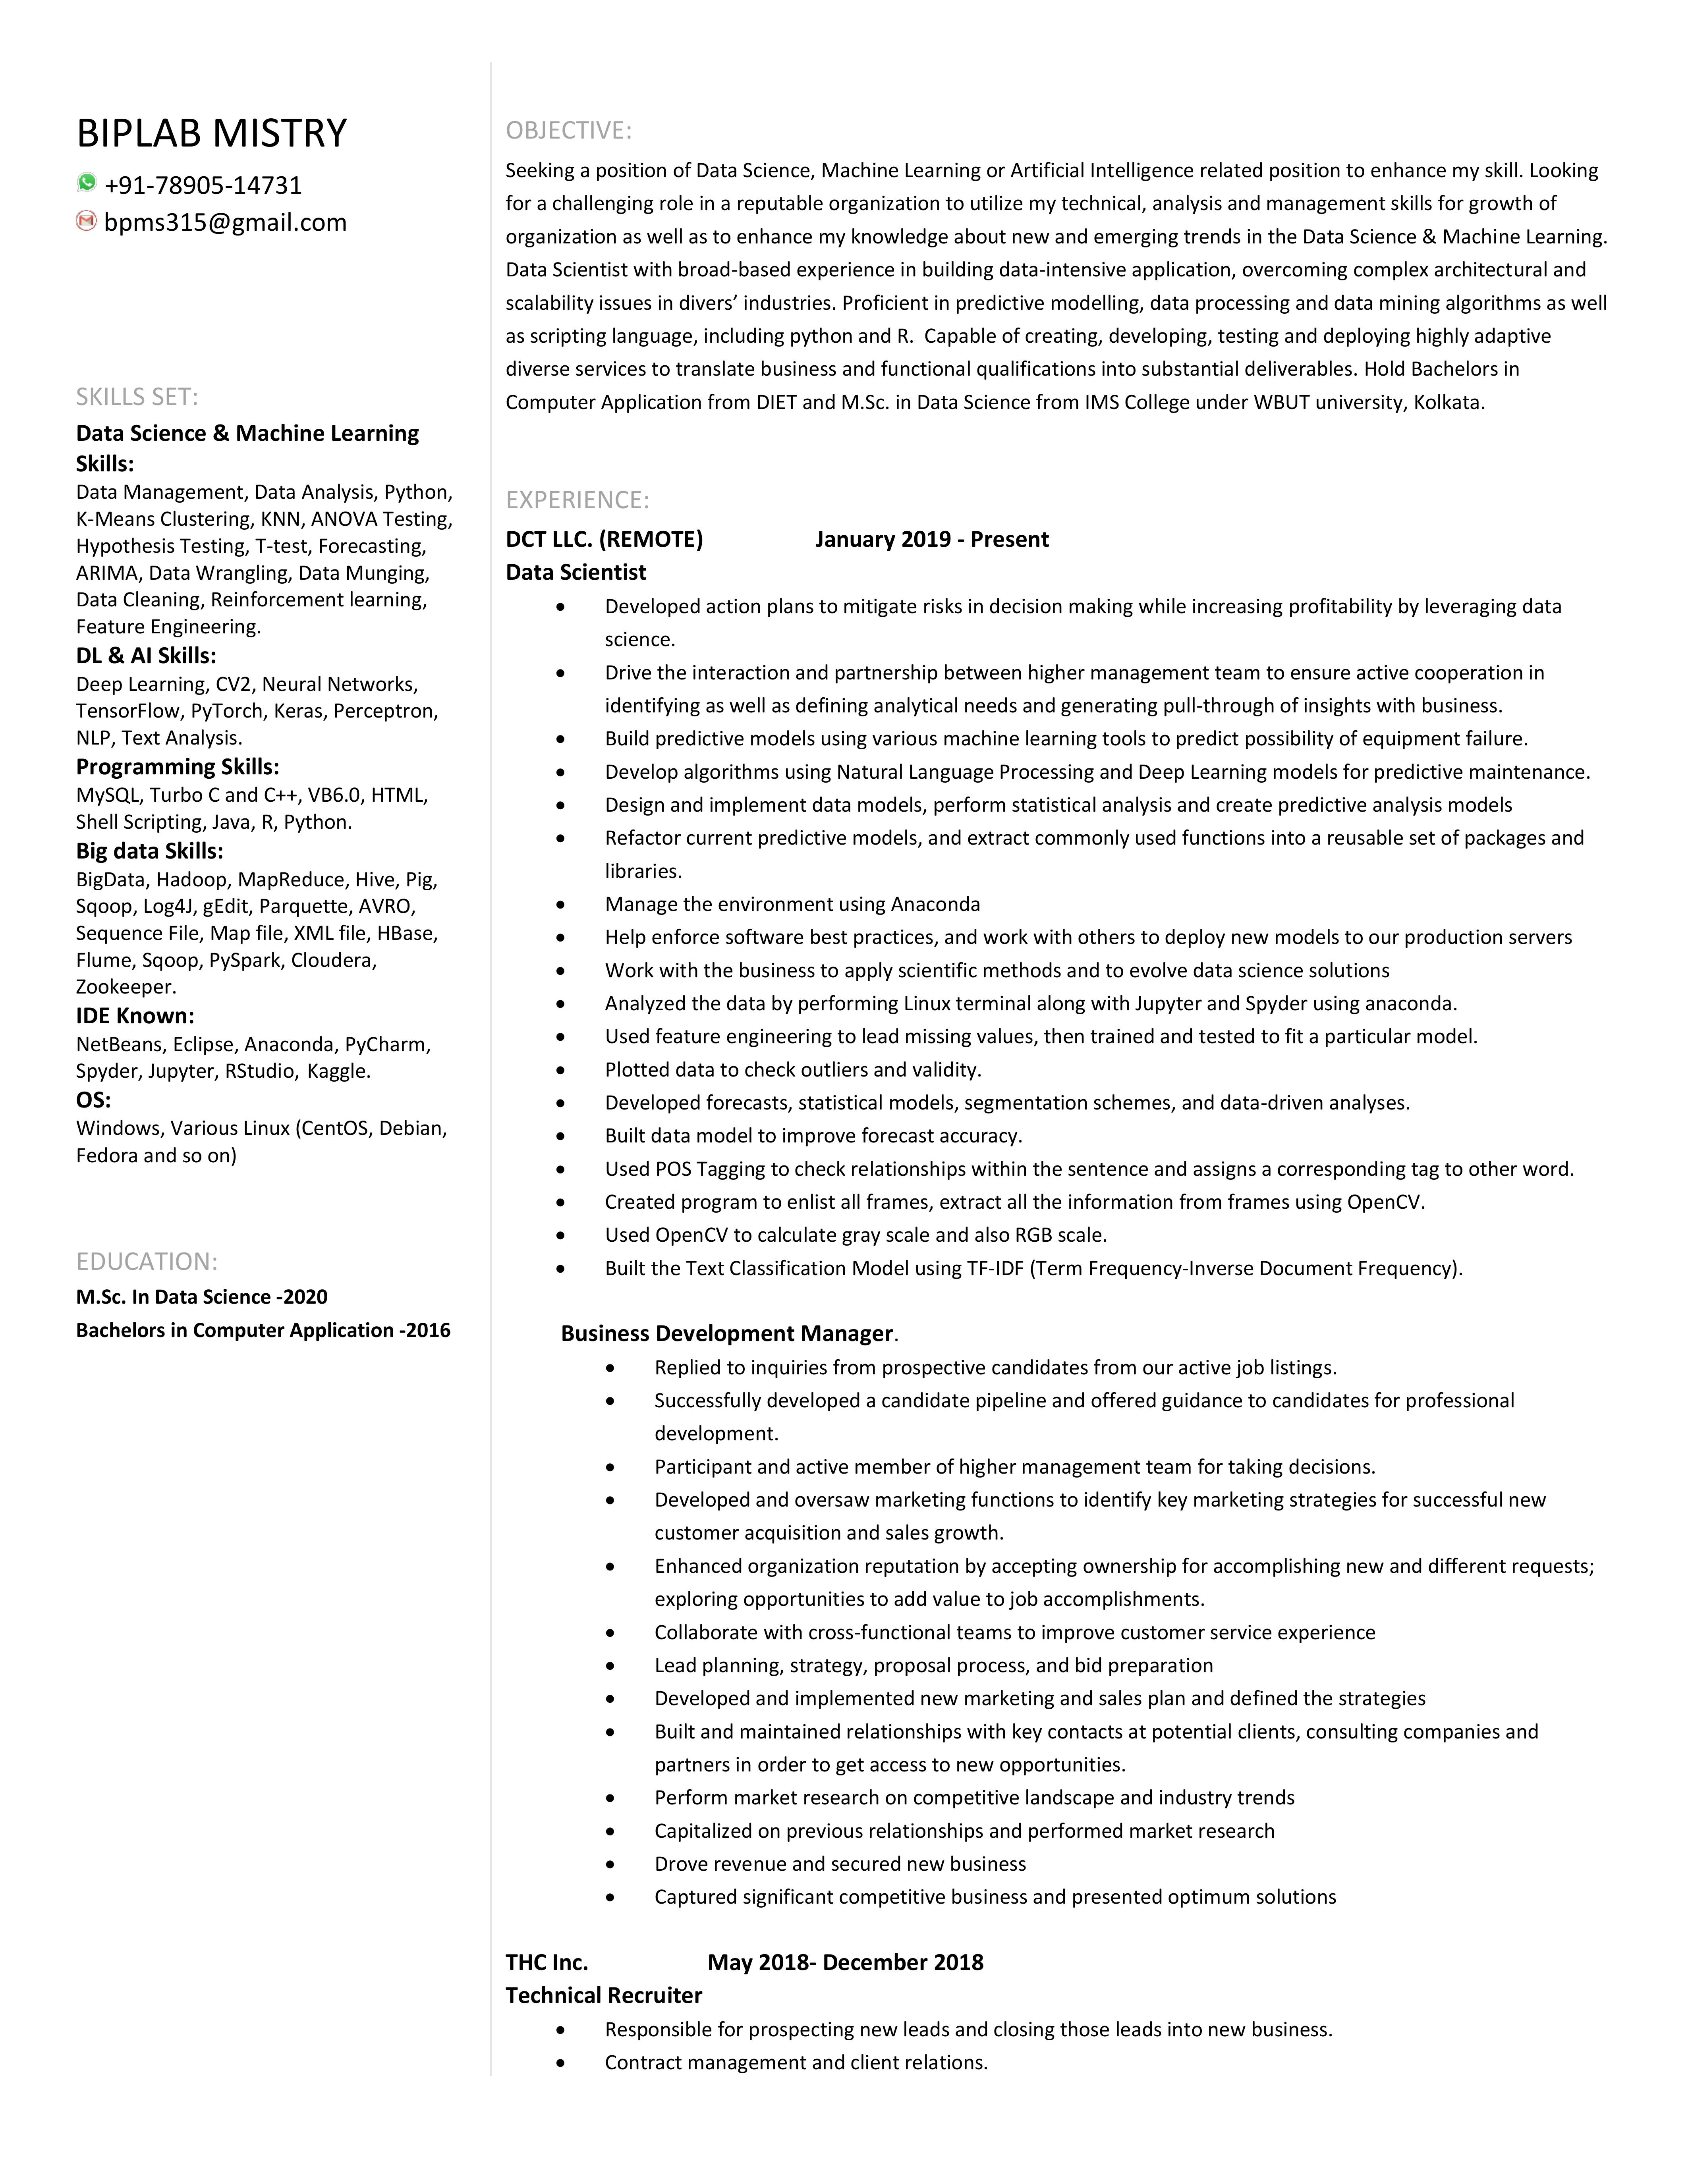 BIPLAB MISTRY
+91-78905-14731
bpms315@gmail.com
SKILLS SET:
Data Science & Machine Learning
Skills:
Data Management, Data Analysis, Python,
K-Means Clustering, KNN, ANOVA Testing,
Hypothesis Testing, T-test, Forecasting,
ARIMA, Data Wrangling, Data Munging,
Data Cleaning, Reinforcement learning,
Feature Engineering.
DL & AI Skills:
Deep Learning, CV2, Neural Networks,
TensorFlow, PyTorch, Keras, Perceptron,
NLP, Text Analysis.
Programming Skills:
MySQL, Turbo C and C++, VB6.0, HTML,
Shell Scripting, Java, R, Python.
Big data Skills:
BigData, Hadoop, MapReduce, Hive, Pig,
Sqoop, Log4J, gEdit, Parquette, AVRO,
Sequence File, Map file, XML file, HBase,
Flume, Sqoop, PySpark, Cloudera,
Zookeeper.
IDE Known:
NetBeans, Eclipse, Anaconda, PyCharm,
Spyder, Jupyter, RStudio, Kaggle.
OS:
Windows, Various Linux (CentOS, Debian,
Fedora and so on)
EDUCATION:
M.Sc. In Data Science -2020
Bachelors in Computer Application -2016
OBJECTIVE:
Seeking a position of Data Science, Machine Learning or Artificial Intelligence related position to enhance my skill. Looking
for a challenging role in a reputable organization to utilize my technical, analysis and management skills for growth of
organization as well as to enhance my knowledge about new and emerging trends in the Data Science & Machine Learning.
Data Scientist with broad-based experience in building data-intensive application, overcoming complex architectural and
scalability issues in divers’ industries. Proficient in predictive modelling, data processing and data mining algorithms as well
as scripting language, including python and R.  Capable of creating, developing, testing and deploying highly adaptive
diverse services to translate business and functional qualifications into substantial deliverables. Hold Bachelors in
Computer Application from DIET and M.Sc. in Data Science from IMS College under WBUT university, Kolkata.
EXPERIENCE:
DCT LLC. (REMOTE) January 2019 - Present
Data Scientist
• Developed action plans to mitigate risks in decision making while increasing profitability by leveraging data
science.
• Drive the interaction and partnership between higher management team to ensure active cooperation in
identifying as well as defining analytical needs and generating pull-through of insights with business.
• Build predictive models using various machine learning tools to predict possibility of equipment failure.
• Develop algorithms using Natural Language Processing and Deep Learning models for predictive maintenance.
• Design and implement data models, perform statistical analysis and create predictive analysis models
• Refactor current predictive models, and extract commonly used functions into a reusable set of packages and
libraries.
• Manage the environment using Anaconda
• Help enforce software best practices, and work with others to deploy new models to our production servers
• Work with the business to apply scientific methods and to evolve data science solutions
• Analyzed the data by performing Linux terminal along with Jupyter and Spyder using anaconda.
• Used feature engineering to lead missing values, then trained and tested to fit a particular model.
• Plotted data to check outliers and validity.
• Developed forecasts, statistical models, segmentation schemes, and data-driven analyses.
• Built data model to improve forecast accuracy.
• Used POS Tagging to check relationships within the sentence and assigns a corresponding tag to other word.
• Created program to enlist all frames, extract all the information from frames using OpenCV.
• Used OpenCV to calculate gray scale and also RGB scale.
• Built the Text Classification Model using TF-IDF (Term Frequency-Inverse Document Frequency).
Business Development Manager.
• Replied to inquiries from prospective candidates from our active job listings.
• Successfully developed a candidate pipeline and offered guidance to candidates for professional
development.
• Participant and active member of higher management team for taking decisions.
• Developed and oversaw marketing functions to identify key marketing strategies for successful new
customer acquisition and sales growth.
• Enhanced organization reputation by accepting ownership for accomplishing new and different requests;
exploring opportunities to add value to job accomplishments.
• Collaborate with cross-functional teams to improve customer service experience
• Lead planning, strategy, proposal process, and bid preparation
• Developed and implemented new marketing and sales plan and defined the strategies
• Built and maintained relationships with key contacts at potential clients, consulting companies and
partners in order to get access to new opportunities.
• Perform market research on competitive landscape and industry trends
• Capitalized on previous relationships and performed market research
• Drove revenue and secured new business
• Captured significant competitive business and presented optimum solutions
THC Inc. May 2018- December 2018
Technical Recruiter
• Responsible for prospecting new leads and closing those leads into new business.
• Contract management and client relations.